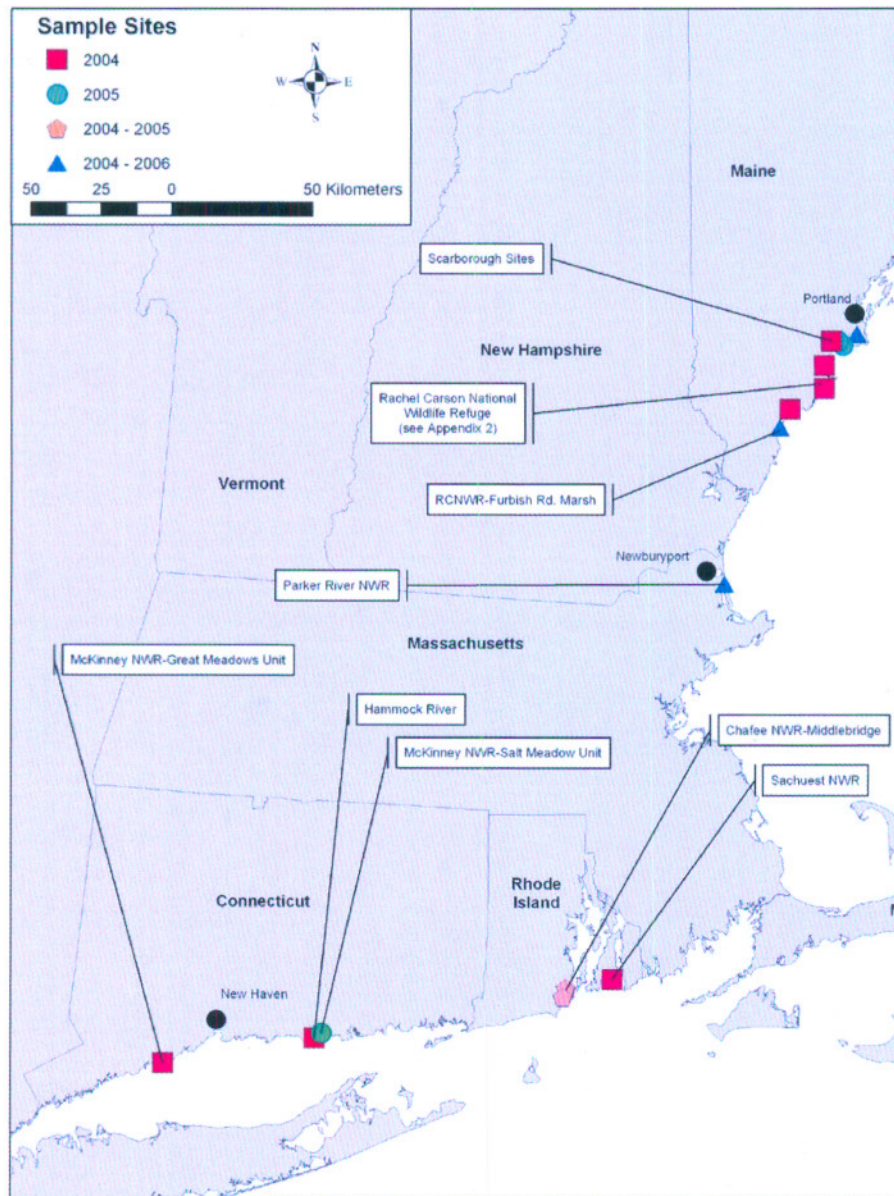 Sample Sites
2004
2005
2004 - 2005
2004 - 2006
N
W E
S
50 25 0 50 Kilometers
Maine
Scarborough Sites
Portland
New Hampshire
Rachel Carson National
Wildlife Refuge
(see Appendix 2)
Vermont
RCNWR-Furbish Rd. Marsh
Newburyport
Parker River NWR
Massachusetts
McKinney NWR-Great Meadows Unit
Hammock River
Chafee NWR-Middlebridge
McKinney NWR-Salt Meadow Unit
Sachuest NWR
Rhode
Island
Connecticut
M
New Haven